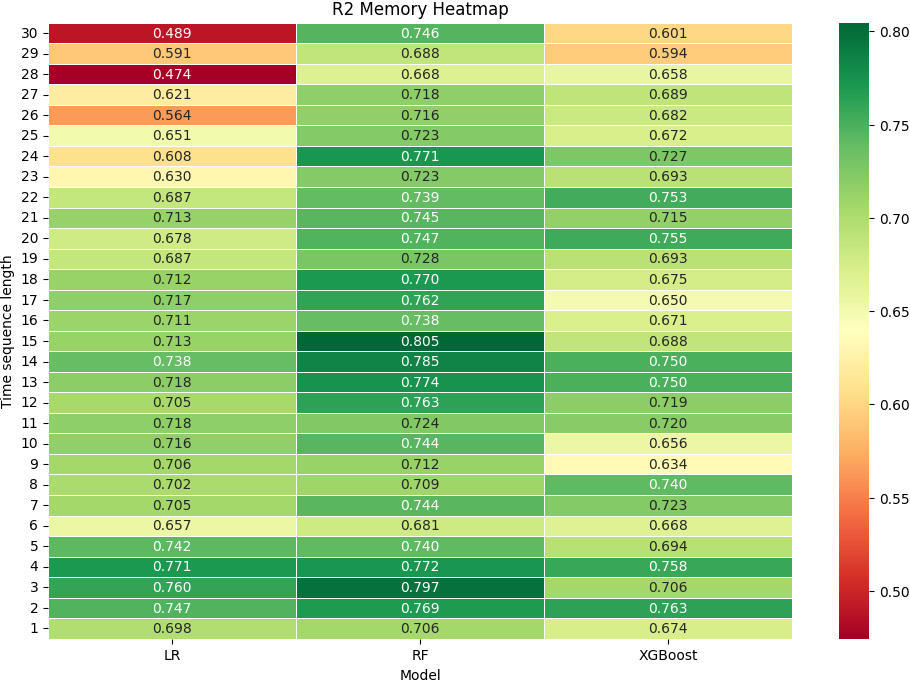 R2 Memory Heatmap
30 0.489 0.746 0.601
29 0.591 0.688 0.594
28 0.474 0.668 0.658
27 0.621 0.718 0.689
26 0.564 0.716 0.682
25 0.651 0.723 0.672
24 0.608 0.771 0.727
23 0.630 0.723 0.693
22 0.687 0.739 0.753
21 0.713 0.745 0.715
20 0.678 0.747 0.755
19 0.687 0.728 0.693
18 0.712 0.770 0.675
17 0.717 0.762 0.650
16 0.711 0.738 0.671
15 0.713 0.805 0.688
14 0.738 0.785 0.750
13 0.718 0.774 0.750
12 0.705 0.763 0.719
11 0.718 0.724 0.720
10 0.716 0.744 0.656
9 0.706 0.712 0.634
8 0.702 0.709 0.740
7 0.705 0.744 0.723
6 0.657 0.681 0.668
5 0.742 0.740 0.694
4 0.771 0.772 0.758
3 0.760 0.797 0.706
2 0.747 0.769 0.763
1 0.698 0.706 0.674
LR RF XGBoost
Model
Time sequence length
0.80
0.75
0.70
0.65
0.60
0.55
0.50